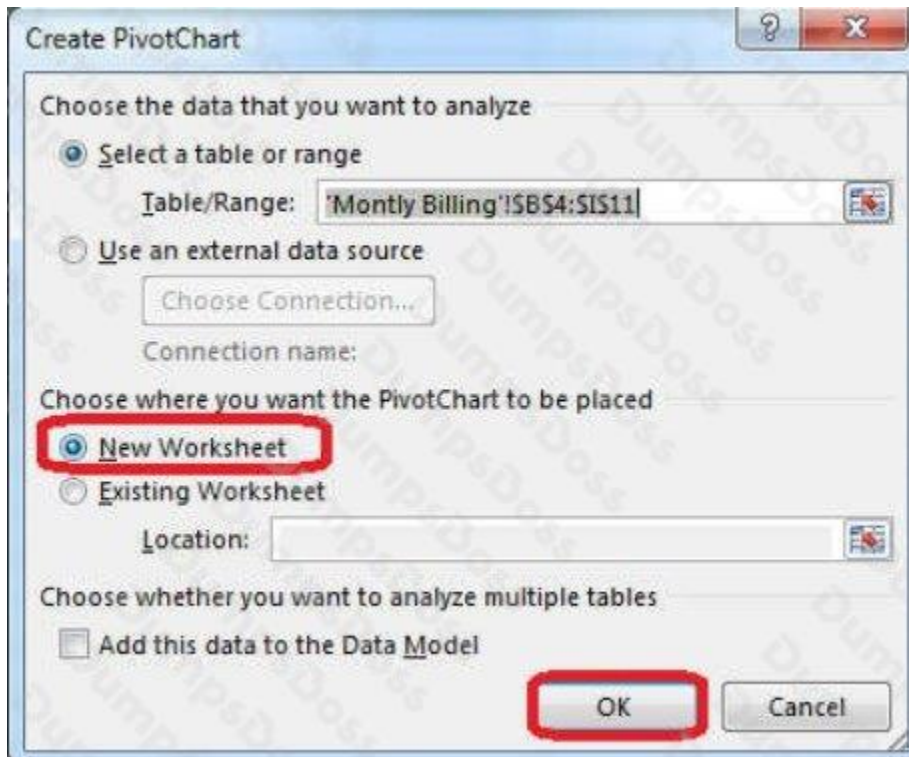 Create PivotChart
Choose the data that you want to analyze
Select a table or range
Table/Range: 'Montly Billing'!$B$4:$I$11
Use an external data source
Choose Connection...
Connection name:
Choose where you want the PivotChart to be placed
New Worksheet
Existing Worksheet
Location:
Choose whether you want to analyze multiple tables
Add this data to the Data Model
OK Cancel